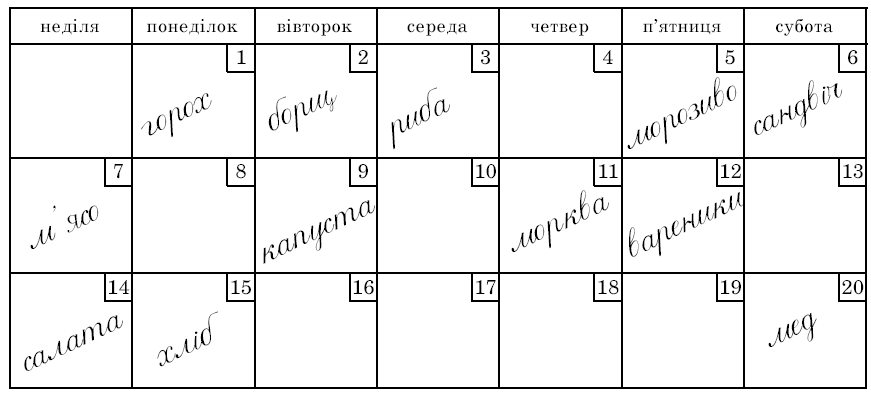 неділя понеділок вівторок середа четвер п'ятниця субота
1 2 3 4 5 6
горох борщ риба морозиво сандвіч
7 8 9 10 11 12 13
м'ясо капуста морква вареники
14 15 16 17 18 19 20
салата хліб мед